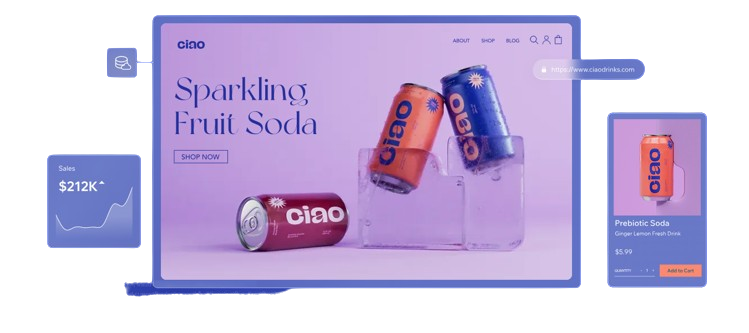 ciao
ABOUT SHOP BLOG
https://www.ciaodrinks.com
Sparkling
Fruit Soda
SHOP NOW
ciao
ciao
ciao
Sales
$212K
ciao
Prebiotic Soda
Ginger Lemon Fresh Drink
$5.99
QUANTITY - 1 +
Add to Cart